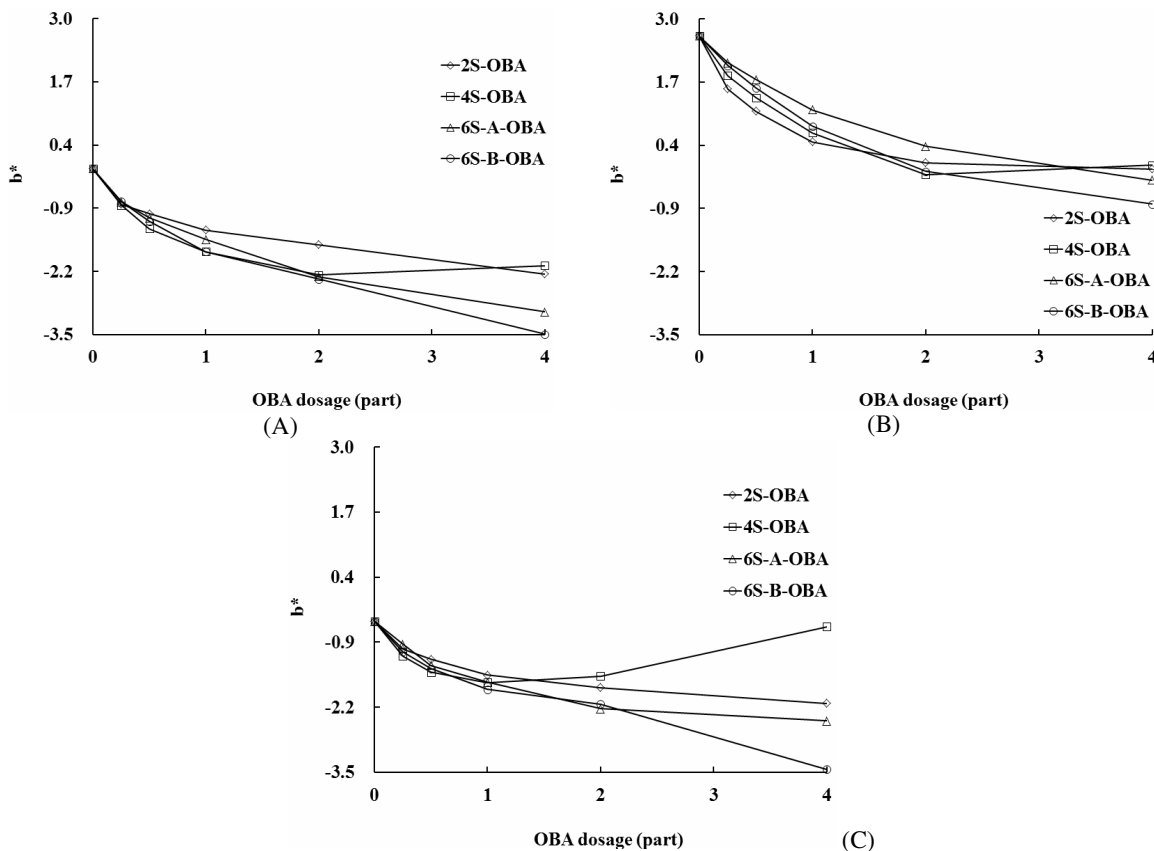 3.0
1.7
0.4
-0.9
-2.2
-3.5
b*
2S-OBA
4S-OBA
6S-A-OBA
6S-B-OBA
0 1 2 3 4
OBA dosage (part)
(A)
3.0
1.7
0.4
-0.9
-2.2
-3.5
b*
2S-OBA
4S-OBA
6S-A-OBA
6S-B-OBA
0 1 2 3 4
OBA dosage (part)
(B)
3.0
1.7
0.4
-0.9
-2.2
-3.5
b*
2S-OBA
4S-OBA
6S-A-OBA
6S-B-OBA
0 1 2 3 4
OBA dosage (part)
(C)